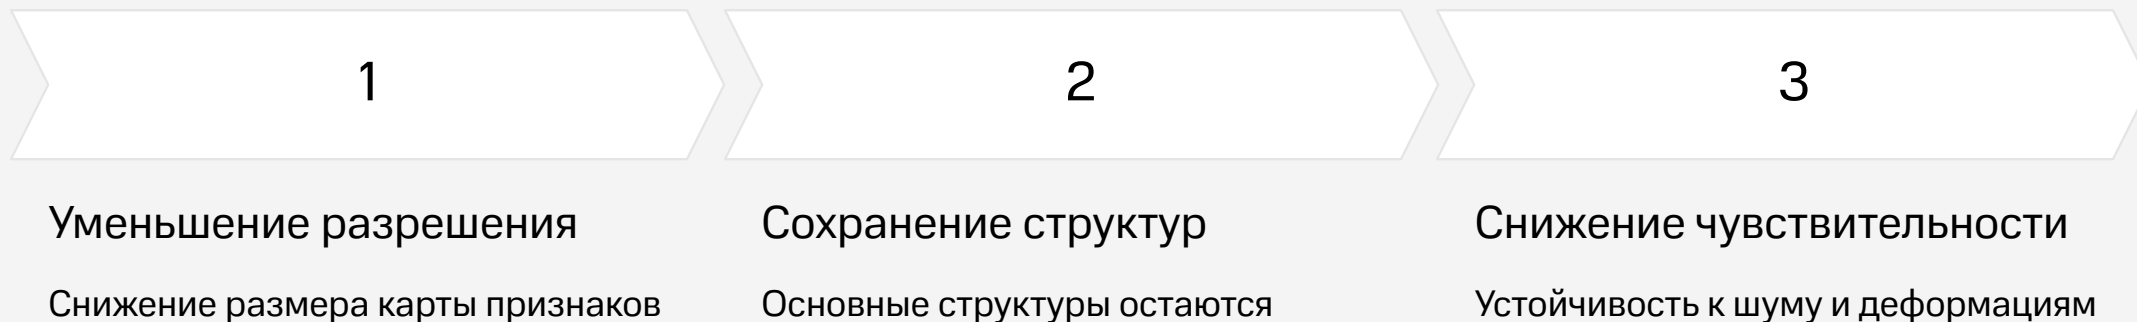 1
2
3
Уменьшение разрешения
Сохранение структур
Снижение чувствительности
Снижение размера карты признаков
Основные структуры остаются
Устойчивость к шуму и деформациям